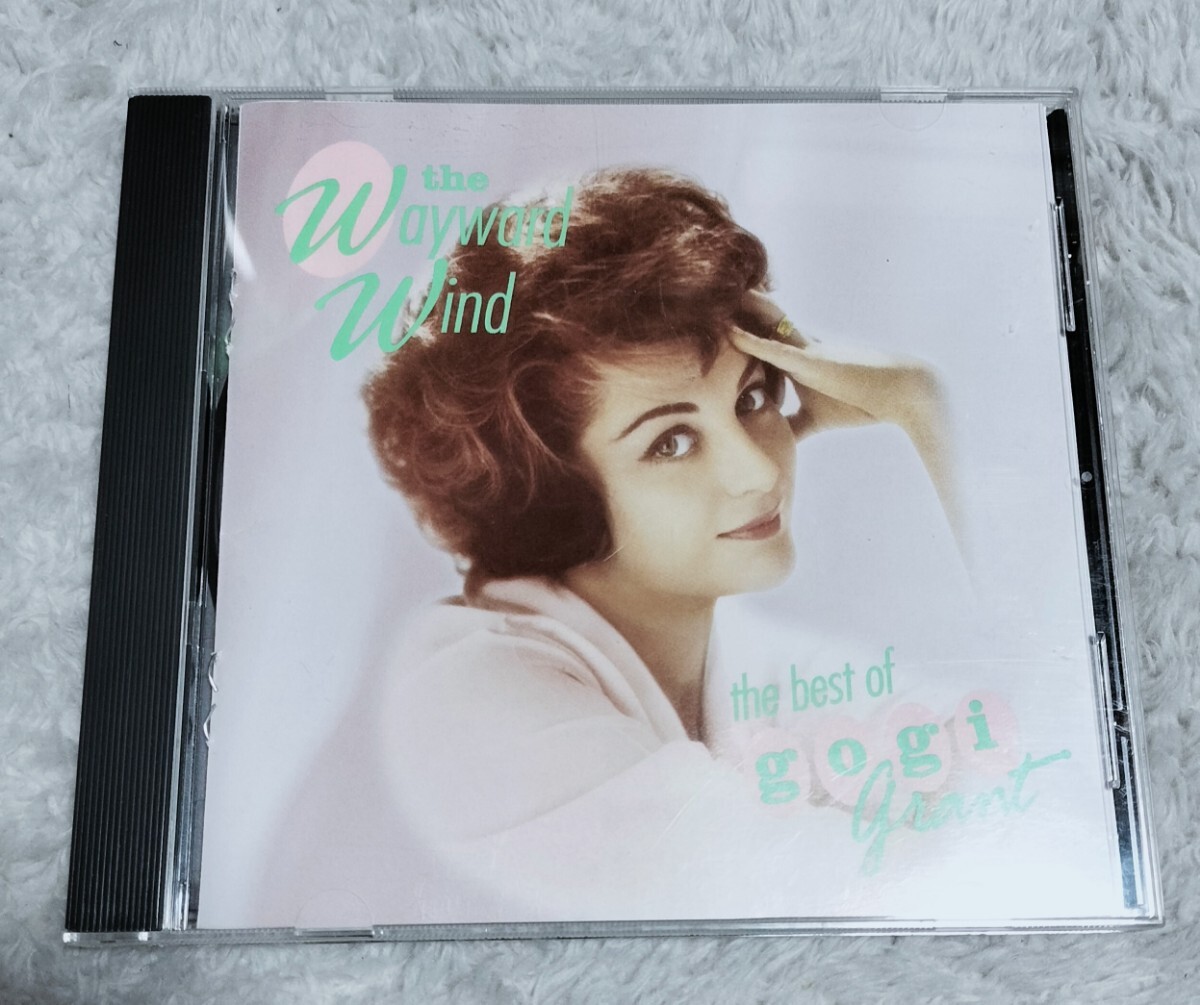 the
Wayward
Wind
the best of
gogi
grant